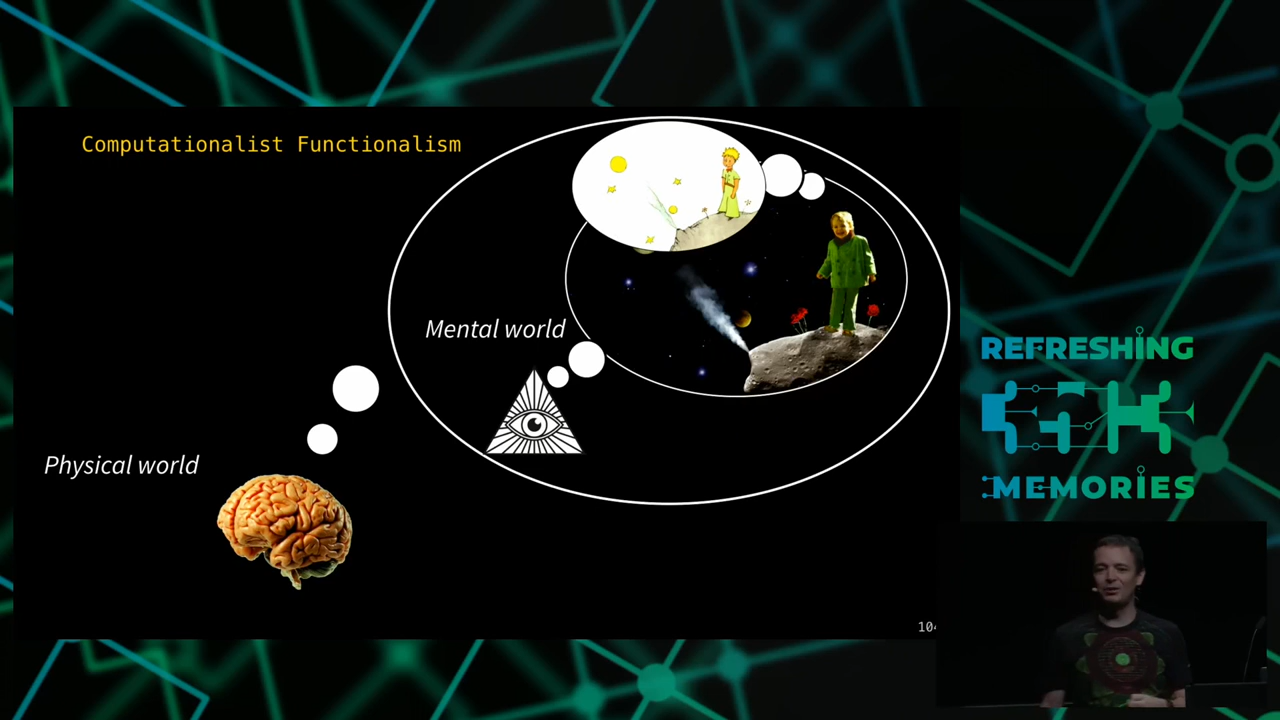 Computationalist Functionalism
Mental world
Physical world
REFRESHING
MEMORIES